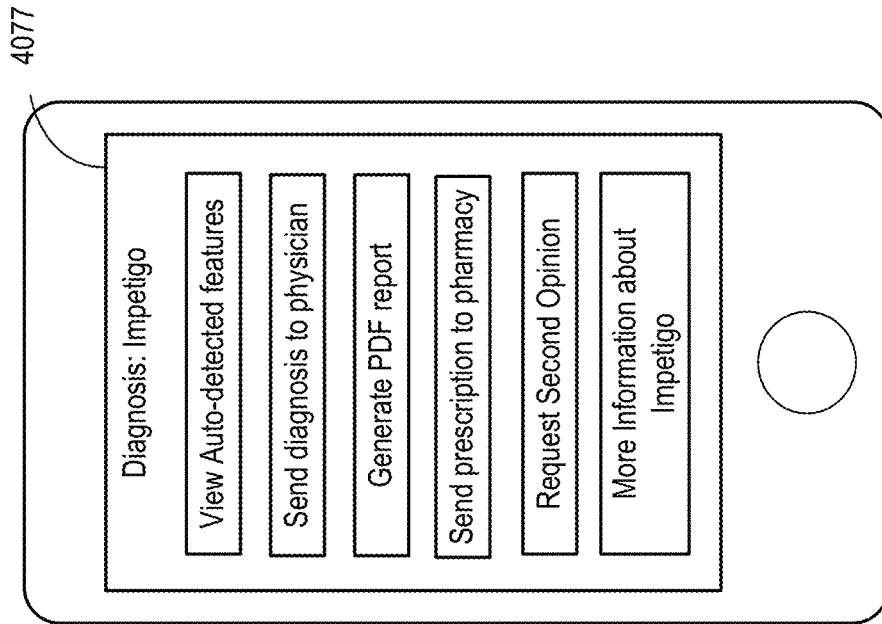 4077
Diagnosis: Impetigo
View Auto-detected features
Send diagnosis to physician
Generate PDF report
Send prescription to pharmacy
Request Second Opinion
More Information about
Impetigo